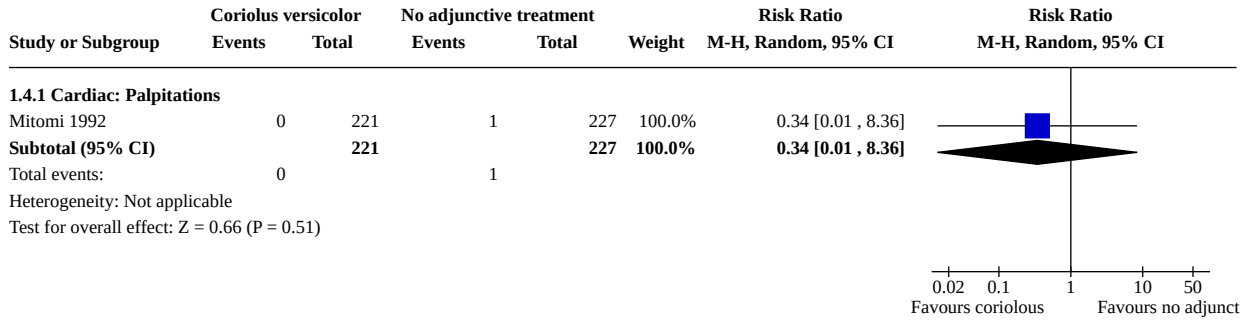 Coriolus versicolor No adjunctive treatment Risk Ratio Risk Ratio
Study or Subgroup Events Total Events Total Weight M-H, Random, 95% CI M-H, Random, 95% CI
1.4.1 Cardiac: Palpitations
Mitomi 1992 0 221 1 227 100.0% 0.34 [0.01 , 8.36]
Subtotal (95% CI) 221 227 100.0% 0.34 [0.01 , 8.36]
Total events: 0 1
Heterogeneity: Not applicable
Test for overall effect: Z = 0.66 (P = 0.51)
0.02 0.1 1 10 50
Favours coriolous Favours no adjunct